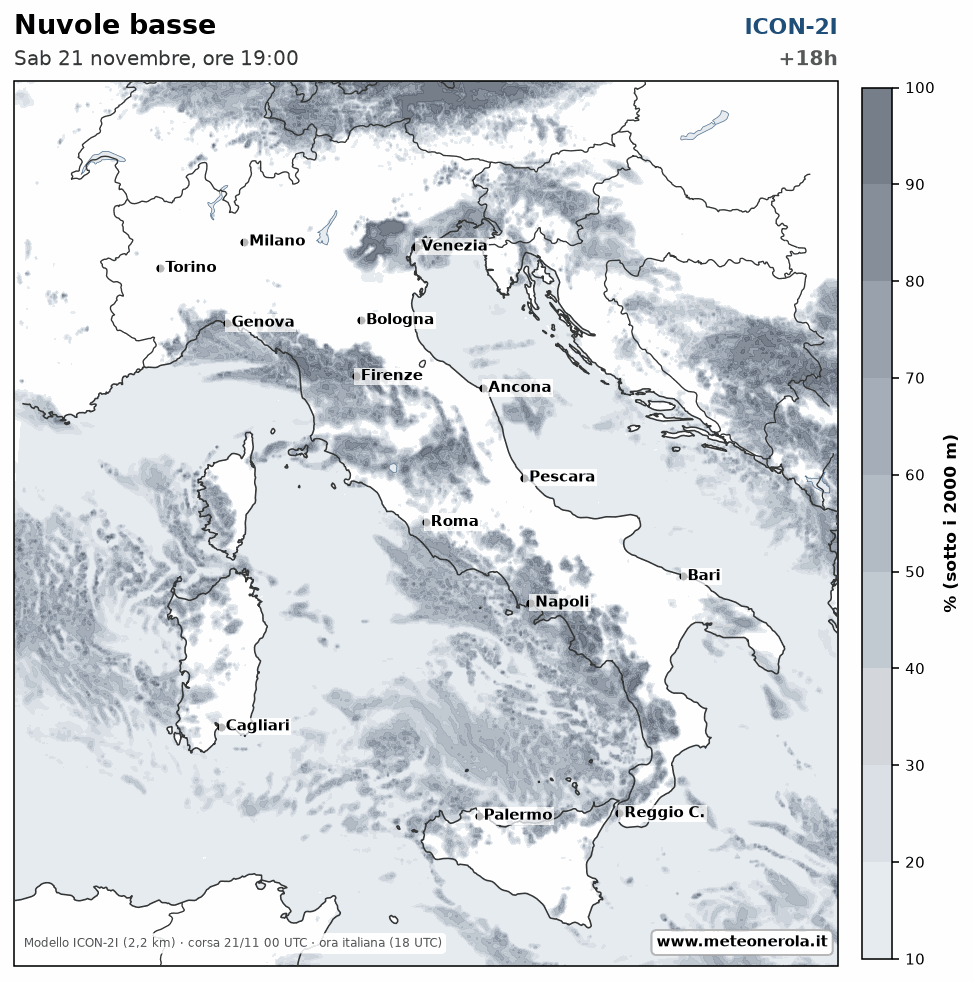 Nuvole basse
ICON-2I
Sab 21 novembre, ore 19:00
+18h
100
90
80
70
60
50
40
30
20
10
% (sotto i 2000 m)
Milano
Venezia
Torino
Genova
Bologna
Firenze
Ancona
Pescara
Roma
Bari
Napoli
Cagliari
Palermo
Reggio C.
Modello ICON-2I (2,2 km) · corsa 21/11 00 UTC · ora italiana (18 UTC)
www.meteonerola.it